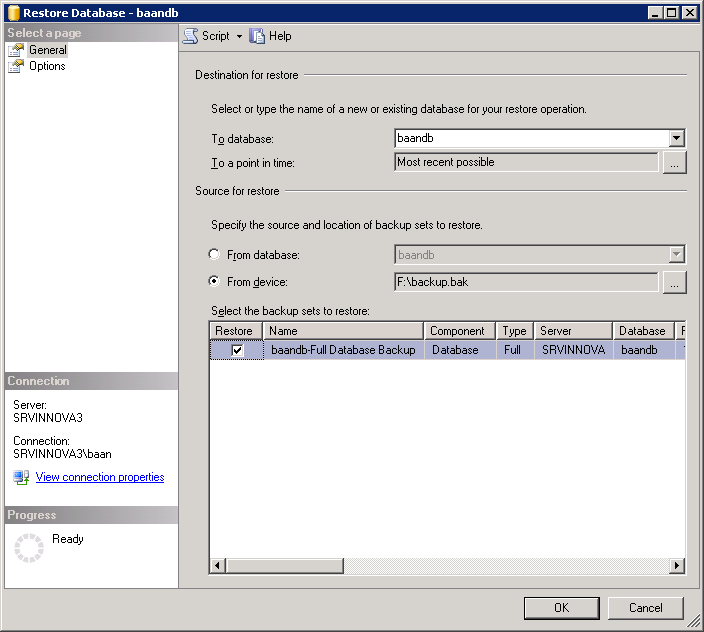 Restore Database - baandb
Select a page
General
Options
Script
Help
Destination for restore
Select or type the name of a new or existing database for your restore operation.
To database:
baandb
To a point in time:
Most recent possible
...
Source for restore
Specify the source and location of backup sets to restore.
From database:
baandb
From device:
F:\backup.bak
...
Select the backup sets to restore:
Restore Name Component Type Server Database
baandb-Full Database Backup Database Full SRVINNOVA baandb
Connection
Server:
SRVINNOVA3
Connection:
SRVINNOVA3\baan
View connection properties
Progress
Ready
OK
Cancel